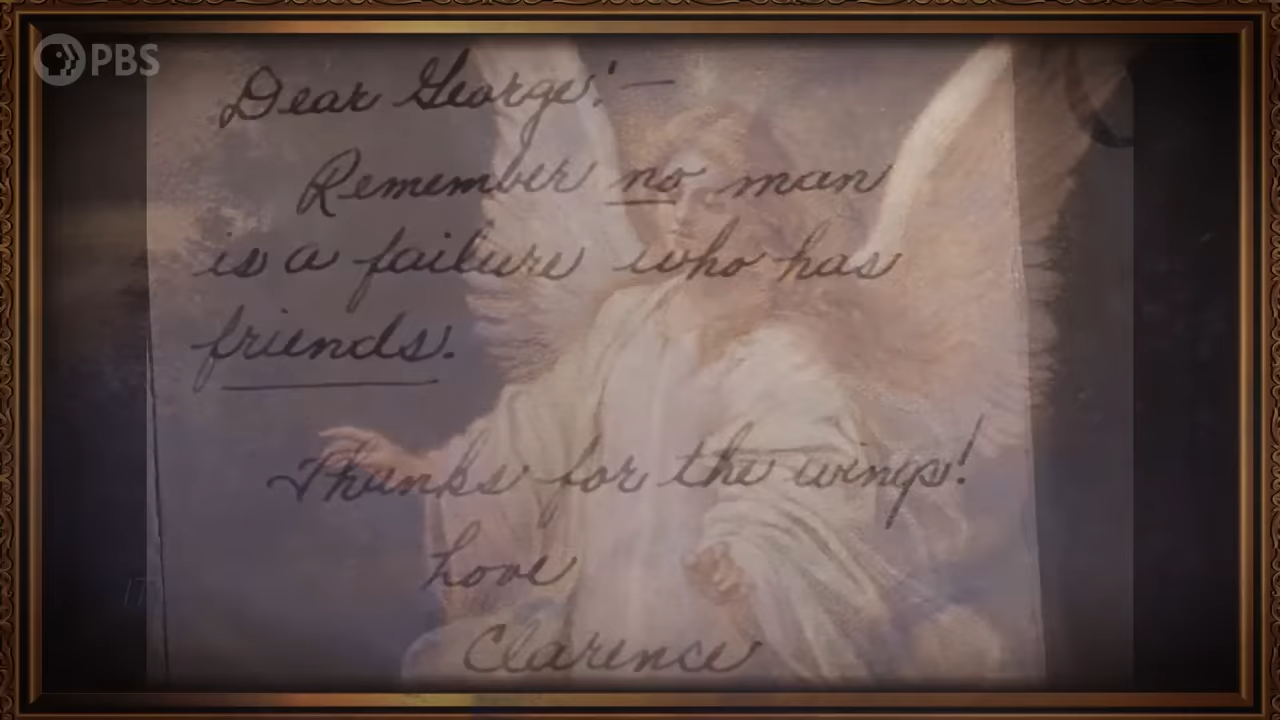 PBS
Dear George:—
Remember no man
is a failure who has
friends.
Thanks for the wings!
Love
Clarence